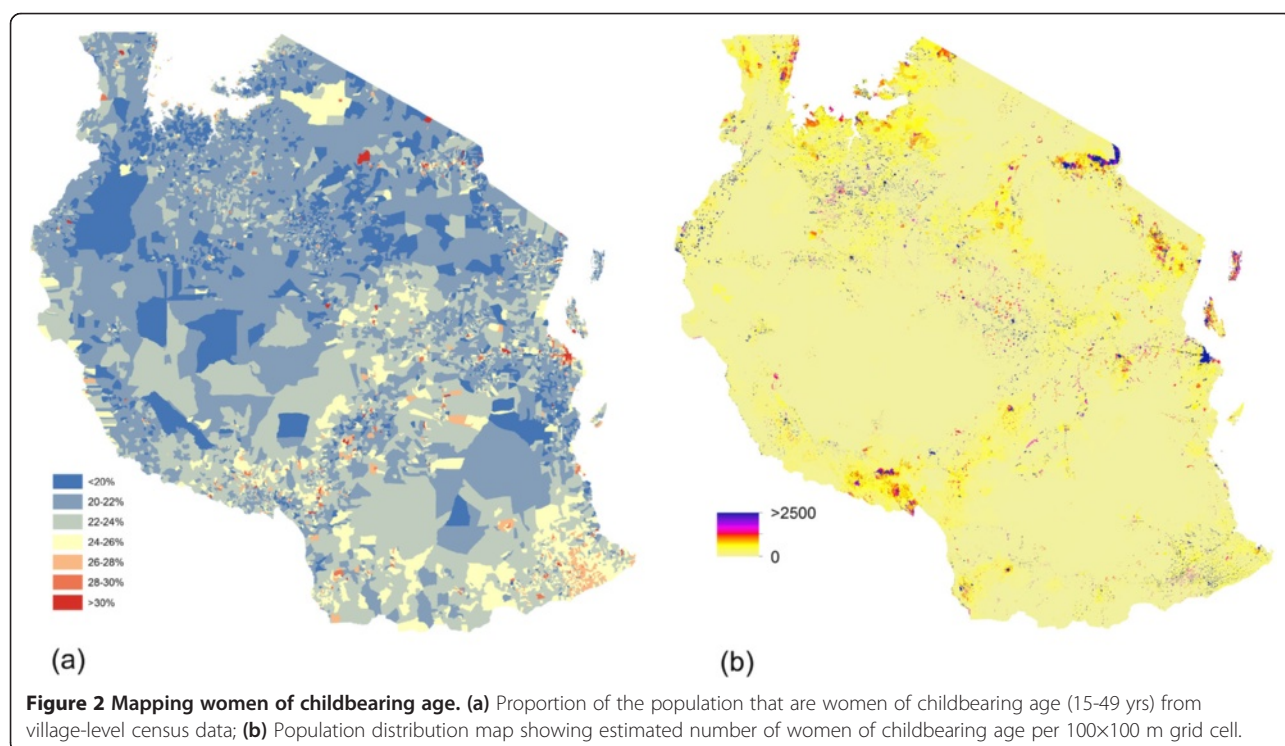 <20%
20-22%
22-24%
24-26%
26-28%
28-30%
>30%
(a)
>2500
0
(b)
Figure 2 Mapping women of childbearing age. (a) Proportion of the population that are women of childbearing age (15-49 yrs) from
village-level census data; (b) Population distribution map showing estimated number of women of childbearing age per 100×100 m grid cell.